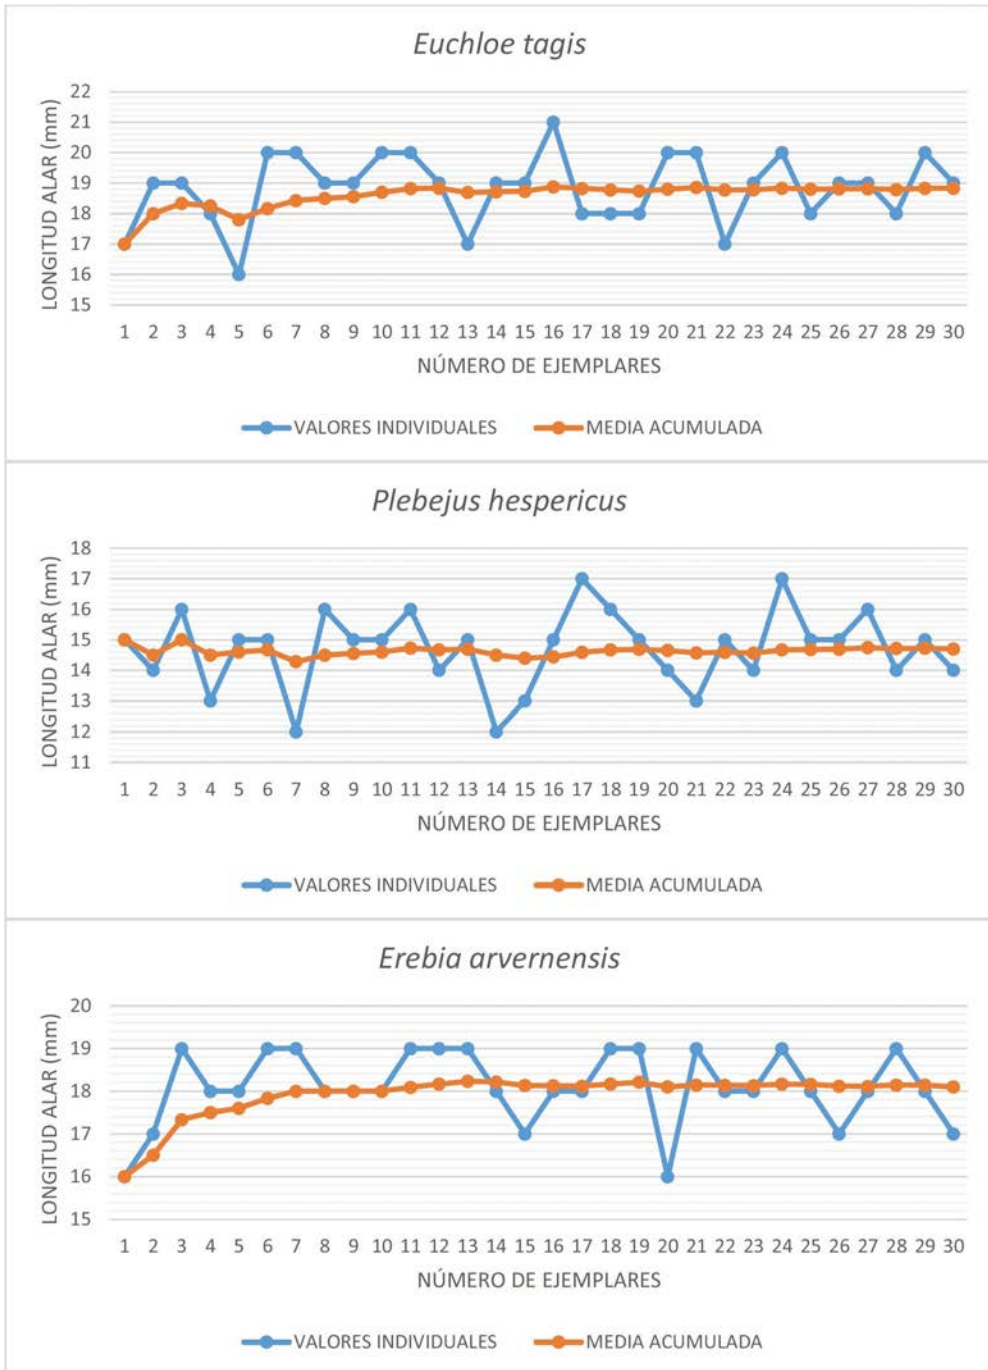 Euchloe tagis
LONGITUD ALAR (mm)
22
21
20
19
18
17
16
15
1 2 3 4 5 6 7 8 9 10 11 12 13 14 15 16 17 18 19 20 21 22 23 24 25 26 27 28 29 30
NÚMERO DE EJEMPLARES
VALORES INDIVIDUALES MEDIA ACUMULADA
Plebejus hespericus
LONGITUD ALAR (mm)
18
17
16
15
14
13
12
11
1 2 3 4 5 6 7 8 9 10 11 12 13 14 15 16 17 18 19 20 21 22 23 24 25 26 27 28 29 30
NÚMERO DE EJEMPLARES
VALORES INDIVIDUALES MEDIA ACUMULADA
Erebia arvernensis
LONGITUD ALAR (mm)
20
19
18
17
16
15
1 2 3 4 5 6 7 8 9 10 11 12 13 14 15 16 17 18 19 20 21 22 23 24 25 26 27 28 29 30
NÚMERO DE EJEMPLARES
VALORES INDIVIDUALES MEDIA ACUMULADA